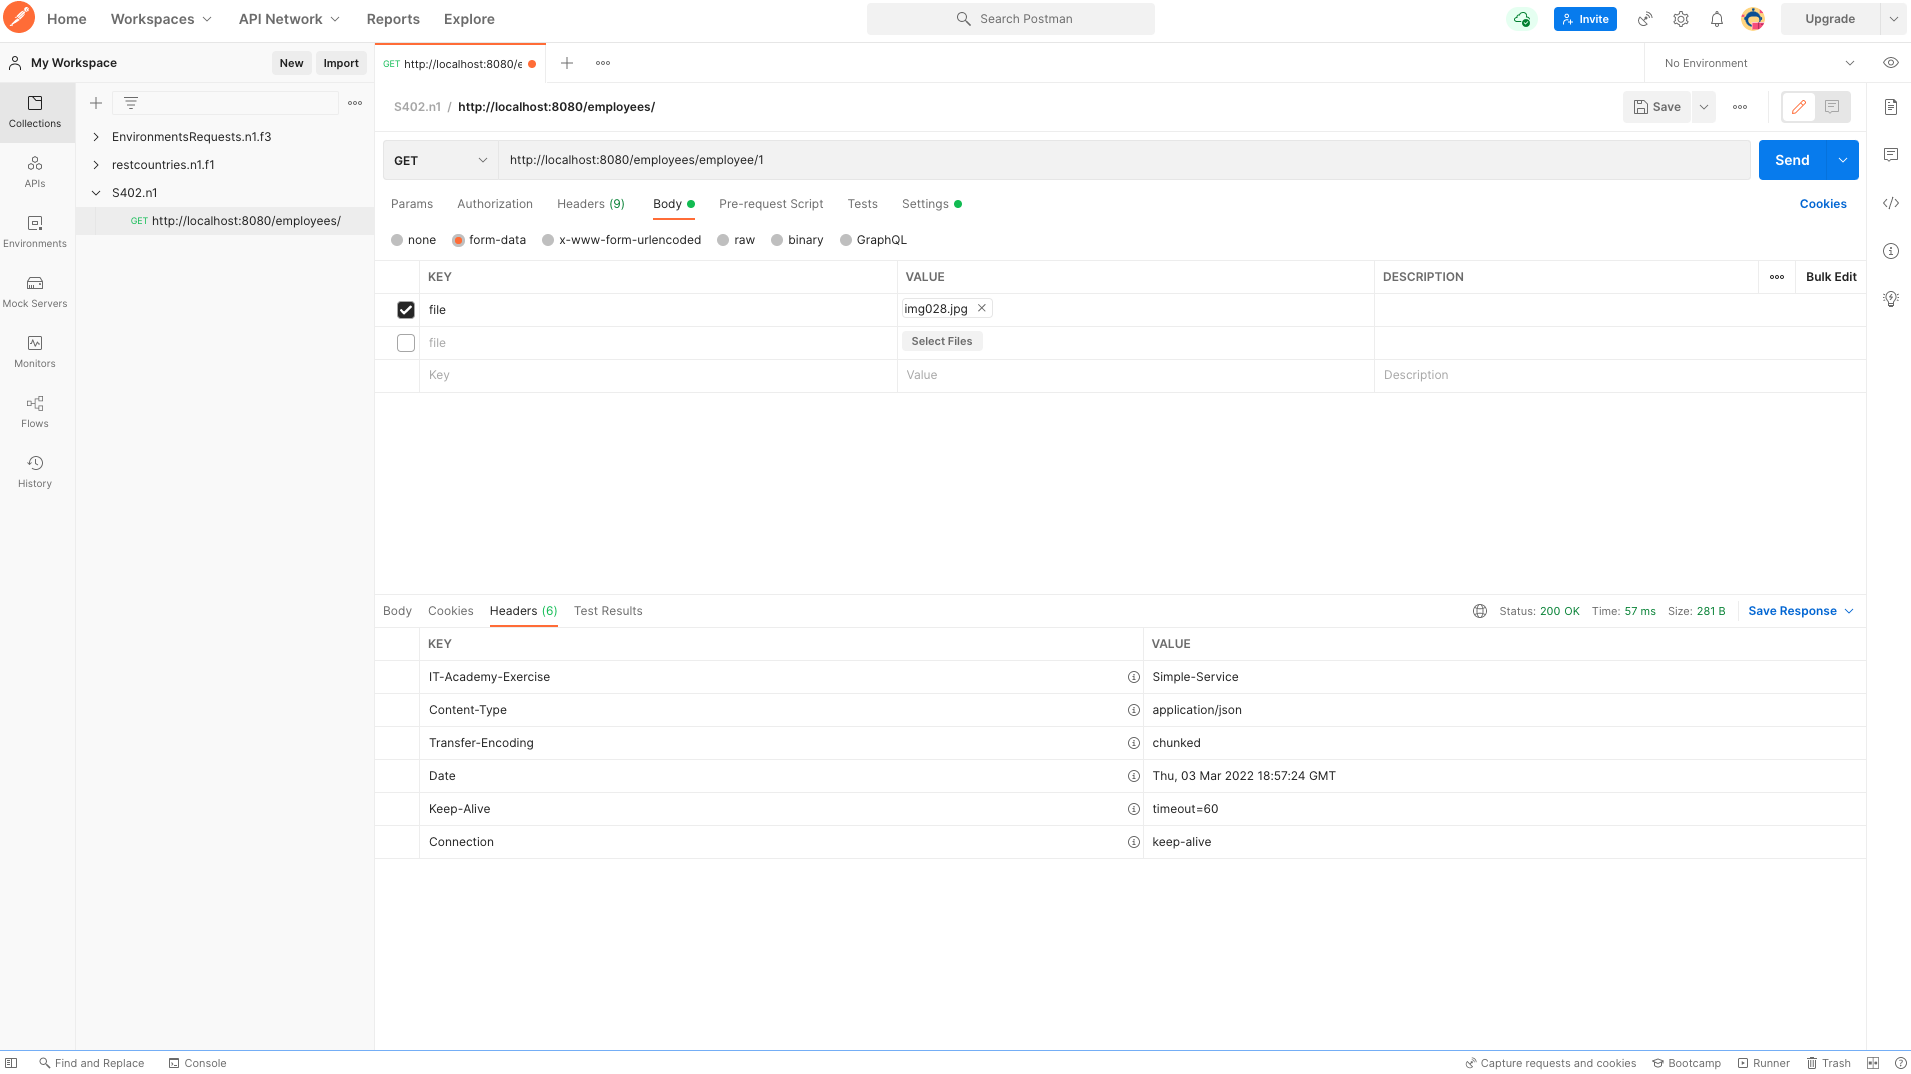 Home Workspaces API Network Reports Explore Search Postman Invite Upgrade
My Workspace New Import GET http://localhost:8080/e No Environment
Collections
APIs
Environments
Mock Servers
Monitors
Flows
History
EnvironmentsRequests.n1.f3
restcountries.n1.f1
S402.n1
GET http://localhost:8080/employees/
S402.n1 / http://localhost:8080/employees/ Save
GET http://localhost:8080/employees/employee/1 Send
Params Authorization Headers (9) Body Pre-request Script Tests Settings Cookies
none form-data x-www-form-urlencoded raw binary GraphQL
KEY VALUE DESCRIPTION Bulk Edit
file img028.jpg
file Select Files
Key Value Description
Body Cookies Headers (6) Test Results Status: 200 OK Time: 57 ms Size: 281 B Save Response
KEY VALUE
IT-Academy-Exercise Simple-Service
Content-Type application/json
Transfer-Encoding chunked
Date Thu, 03 Mar 2022 18:57:24 GMT
Keep-Alive timeout=60
Connection keep-alive
Find and Replace Console Capture requests and cookies Bootcamp Runner Trash